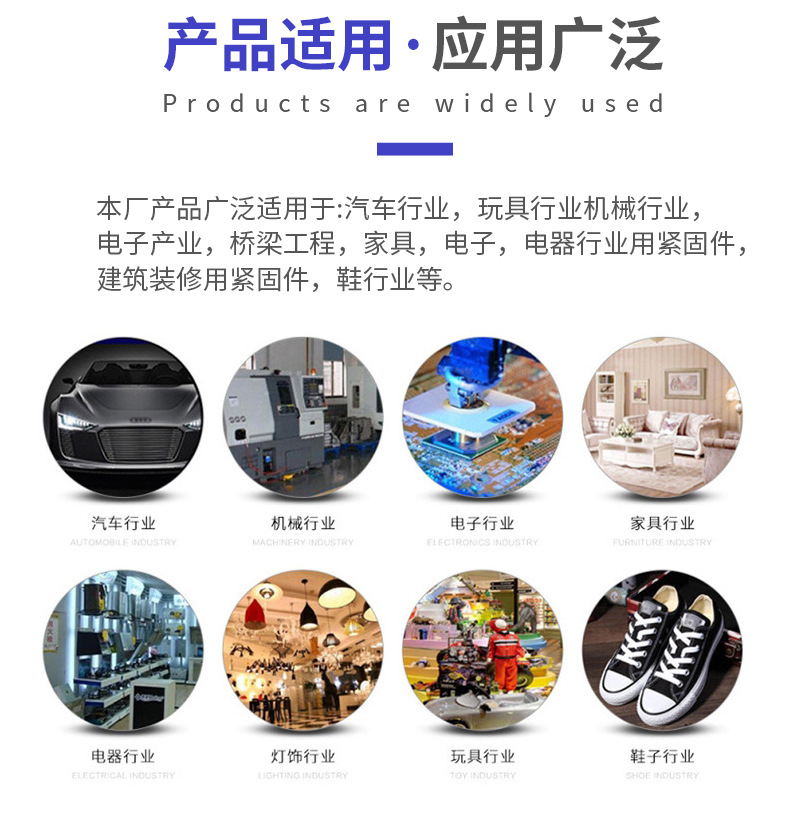 产品适用·应用广泛
Products are widely used
本厂产品广泛适用于:汽车行业，玩具行业机械行业，
电子产业，桥梁工程，家具，电子，电器行业用紧固件，
建筑装修用紧固件，鞋行业等。
汽车行业 机械行业 电子行业 家具行业
AUTOMOBILE INDUSTRY MACHINERY INDUSTRY ELECTRONICS INDUSTRY FURNITURE INDUSTRY
电器行业 灯饰行业 玩具行业 鞋子行业
ELECTRICAL INDUSTRY LIGHTING INDUSTRY TOY INDUSTRY SHOE INDUSTRY